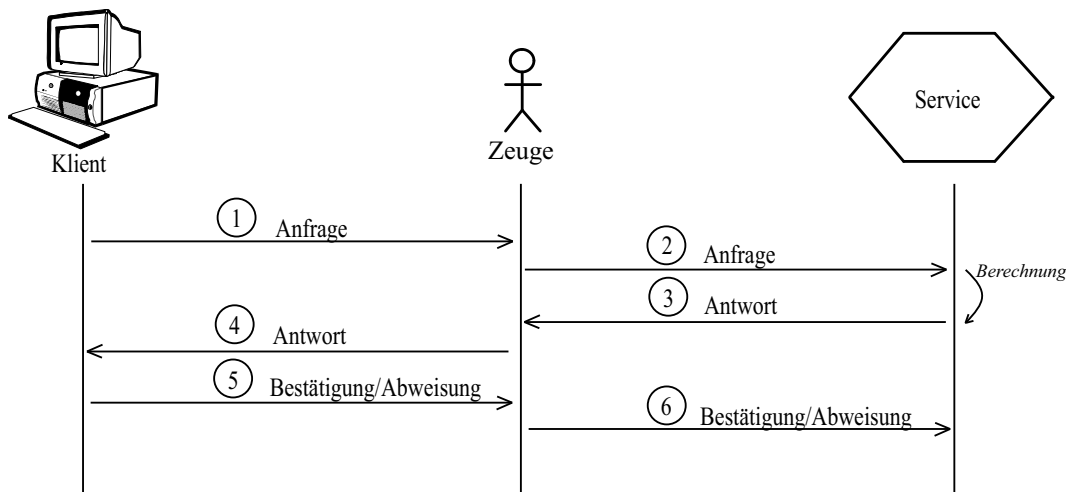 Klient
Zeuge
Service
1 Anfrage
2 Anfrage
Berechnung
3 Antwort
4 Antwort
5 Bestätigung/Abweisung
6 Bestätigung/Abweisung